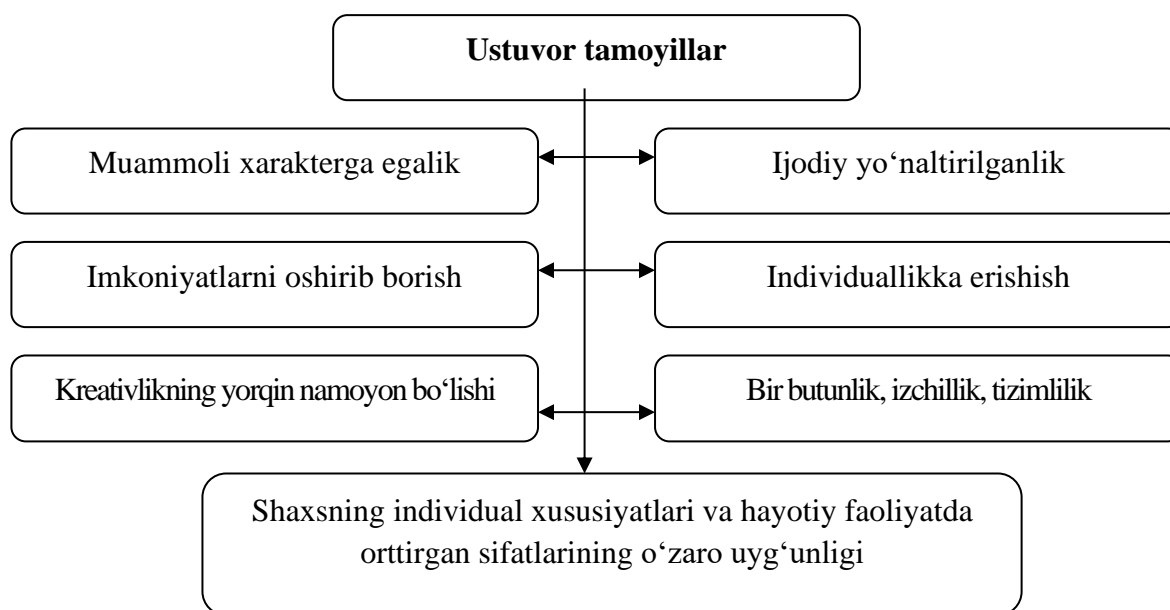 Ustuvor tamoyillar
Muammoli xarakterga egalik
Ijodiy yo‘naltirilganlik
Imkoniyatlarni oshirib borish
Individuallikka erishish
Kreativlikning yorqin namoyon bo‘lishi
Bir butunlik, izchillik, tizimlilik
Shaxsning individual xususiyatlari va hayotiy faoliyatda
orttirgan sifatlarining o‘zaro uyg‘unligi